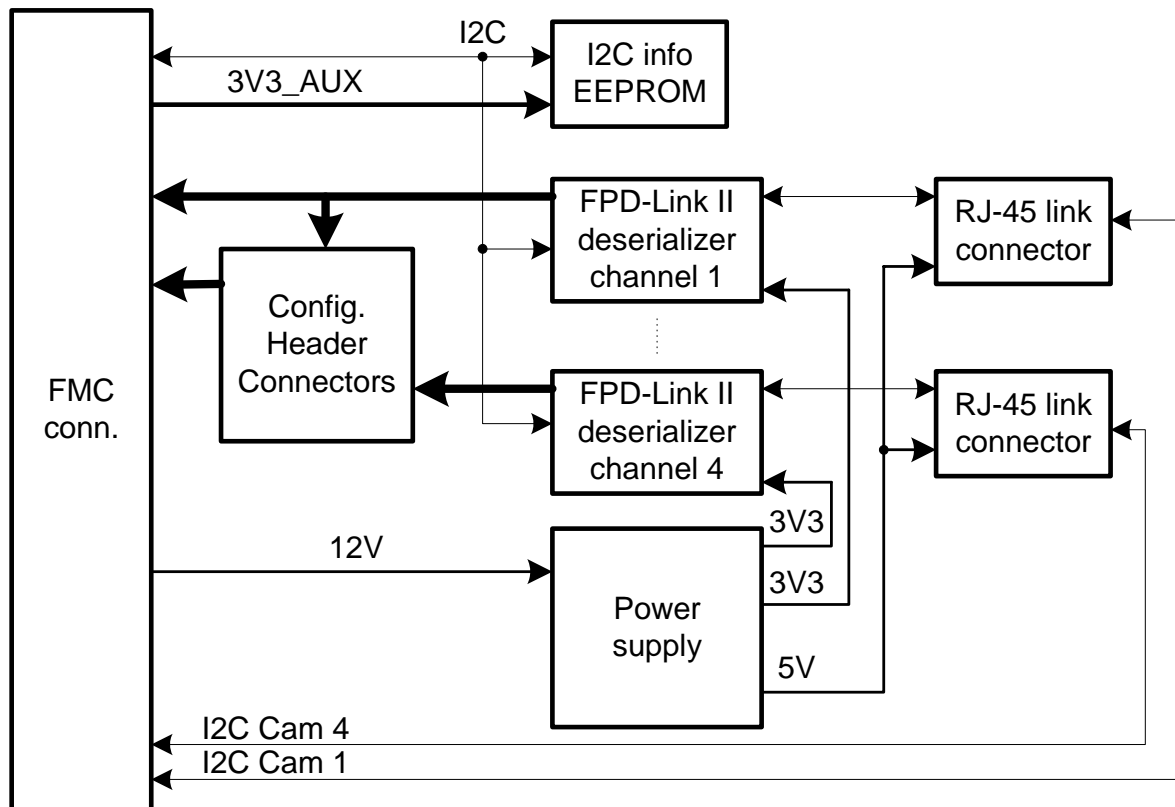 I2C
I2C info
EEPROM
3V3_AUX
FPD-Link II
deserializer
channel 1
RJ-45 link
connector
Config.
Header
Connectors
FMC
conn.
FPD-Link II
deserializer
channel 4
RJ-45 link
connector
3V3
12V
3V3
Power
supply
5V
I2C Cam 4
I2C Cam 1